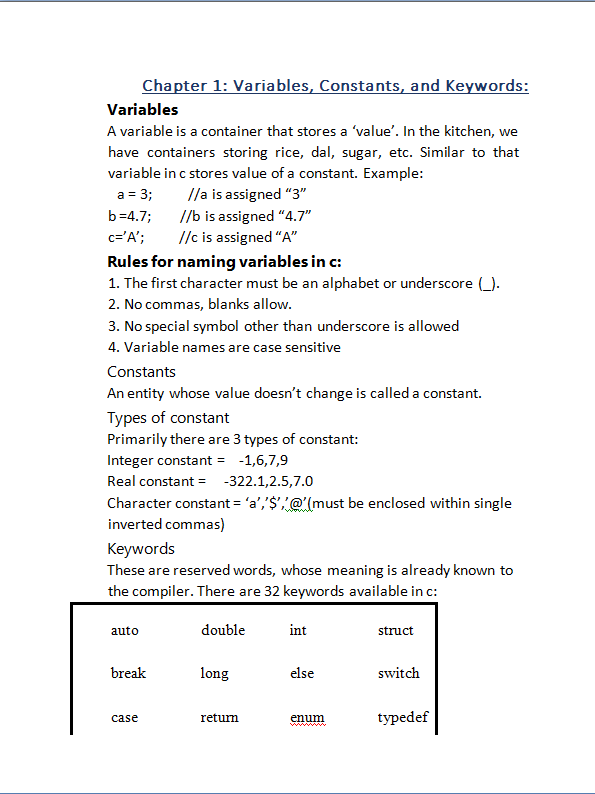 Chapter 1: Variables, Constants, and Keywords:
Variables
A variable is a container that stores a ‘value’. In the kitchen, we
have containers storing rice, dal, sugar, etc. Similar to that
variable in c stores value of a constant. Example:
a = 3; //a is assigned “3”
b =4.7; //b is assigned “4.7”
c=’A’; //c is assigned “A”
Rules for naming variables in c:
1. The first character must be an alphabet or underscore (_).
2. No commas, blanks allow.
3. No special symbol other than underscore is allowed
4. Variable names are case sensitive
Constants
An entity whose value doesn’t change is called a constant.
Types of constant
Primarily there are 3 types of constant:
Integer constant = -1,6,7,9
Real constant = -322.1,2.5,7.0
Character constant = ‘a’,’$’,’@’(must be enclosed within single
inverted commas)
Keywords
These are reserved words, whose meaning is already known to
the compiler. There are 32 keywords available in c:
auto double int struct
break long else switch
case return enum typedef